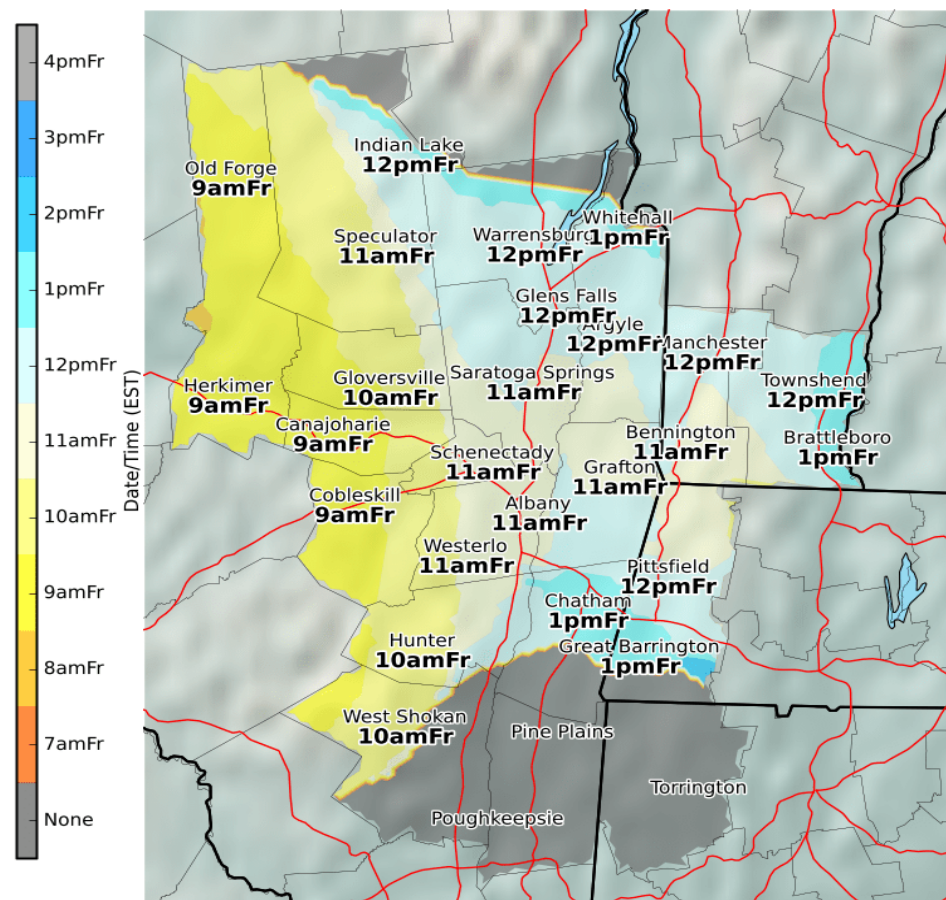 4pmFr
3pmFr
2pmFr
1pmFr
12pmFr
11amFr
10amFr
9amFr
8amFr
7amFr
None
Date/Time (EST)
Indian Lake
12pmFr
Old Forge
9amFr
Whitehall
1pmFr
Speculator
11amFr
Warrensburg
12pmFr
Glens Falls
12pmFr
Argyle
12pmFr
Manchester
12pmFr
Saratoga Springs
11amFr
Gloversville
10amFr
Herkimer
9amFr
Townshend
12pmFr
Canajoharie
9amFr
Bennington
11amFr
Brattleboro
1pmFr
Schenectady
11amFr
Grafton
11amFr
Cobleskill
9amFr
Albany
11amFr
Westerlo
11amFr
Pittsfield
12pmFr
Chatham
1pmFr
Hunter
10amFr
Great Barrington
1pmFr
West Shokan
10amFr
Pine Plains
Torrington
Poughkeepsie